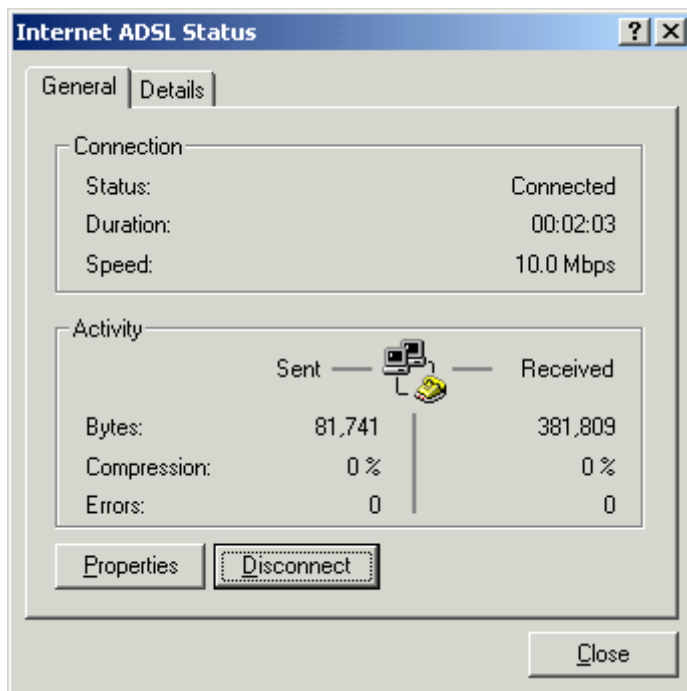 Internet ADSL Status
General Details
Connection
Status: Connected
Duration: 00:02:03
Speed: 10.0 Mbps
Activity
Sent Received
Bytes: 81,741 381,809
Compression: 0 % 0 %
Errors: 0 0
Properties Disconnect
Close